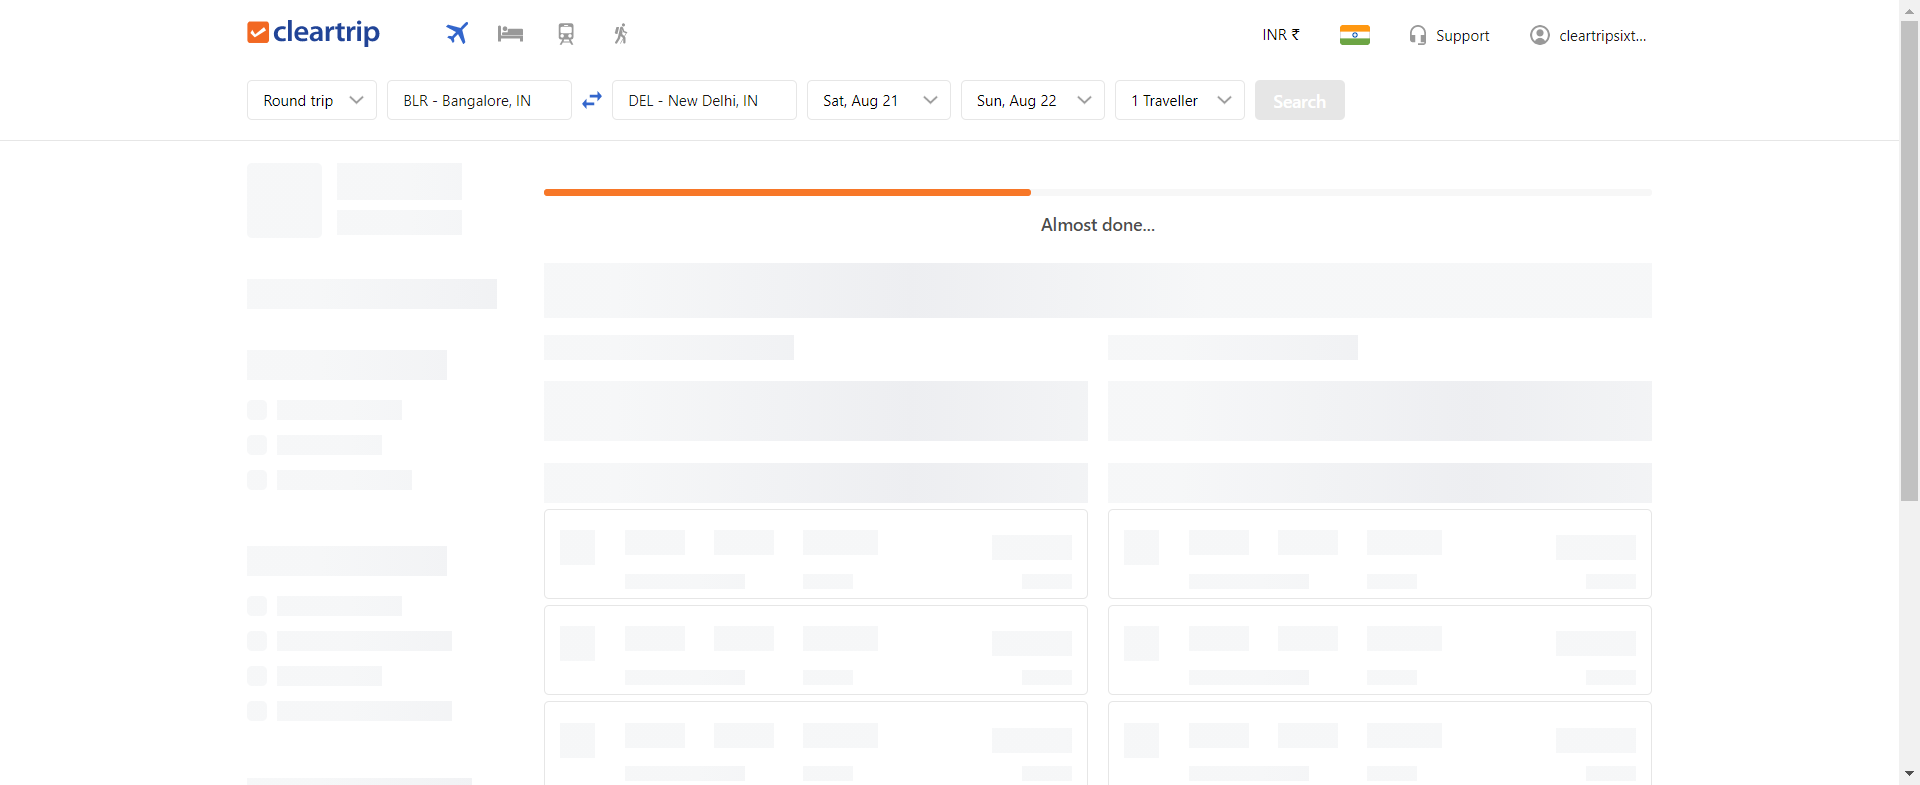 cleartrip
INR ₹
Support
cleartripsixt...
Round trip
BLR - Bangalore, IN
DEL - New Delhi, IN
Sat, Aug 21
Sun, Aug 22
1 Traveller
Search
Almost done...